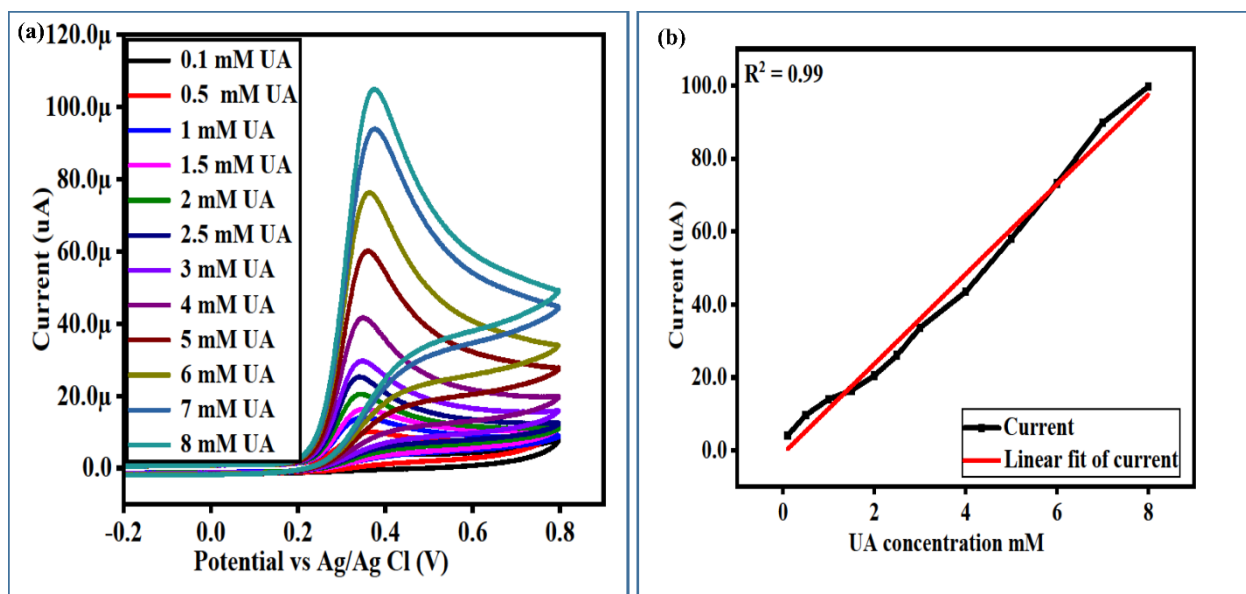 (a)
120.0μ
100.0μ
80.0μ
60.0μ
40.0μ
20.0μ
0.0
Current (uA)
0.1 mM UA
0.5 mM UA
1 mM UA
1.5 mM UA
2 mM UA
2.5 mM UA
3 mM UA
4 mM UA
5 mM UA
6 mM UA
7 mM UA
8 mM UA
-0.2 0.0 0.2 0.4 0.6 0.8
Potential vs Ag/Ag Cl (V)
(b)
R² = 0.99
100.0
80.0
60.0
40.0
20.0
0.0
Current (uA)
Current
Linear fit of current
0 2 4 6 8
UA concentration mM